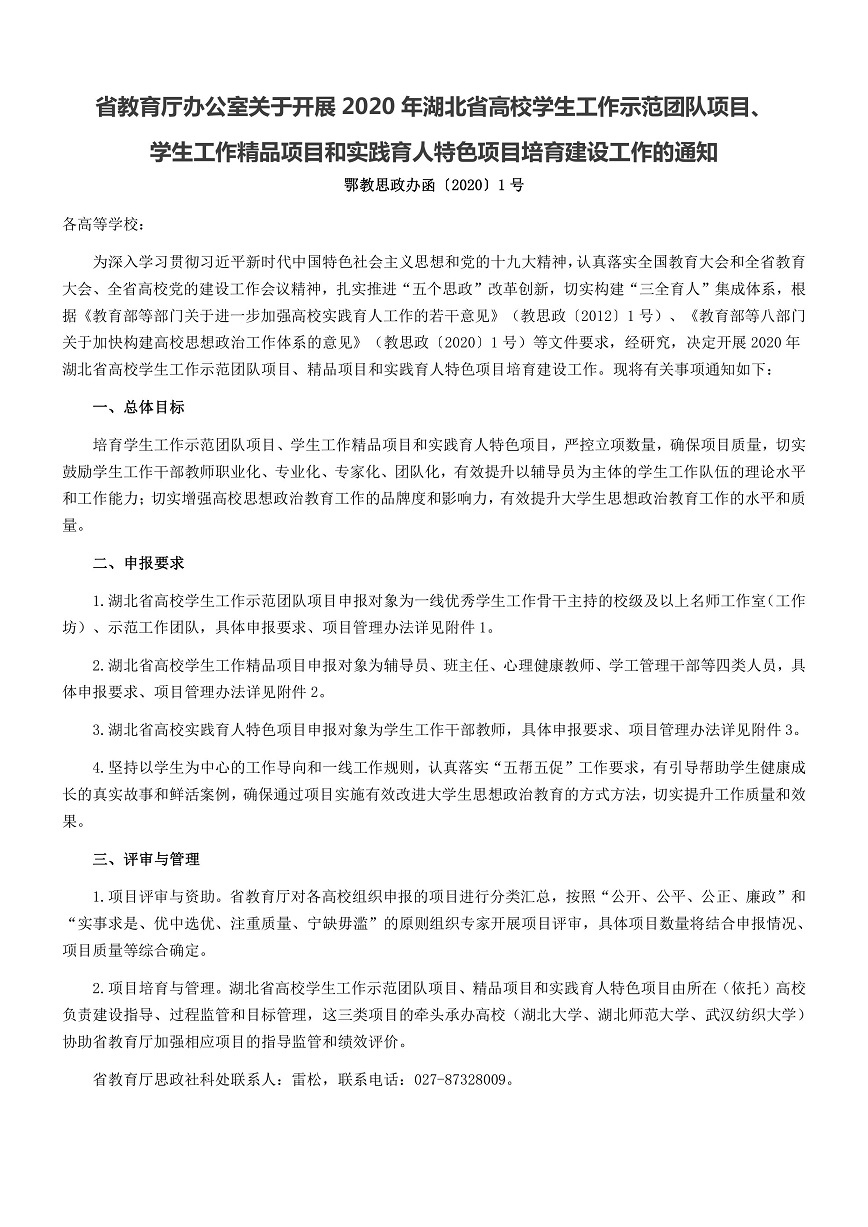 省教育厅办公室关于开展 2020 年湖北省高校学生工作示范团队项目、
学生工作精品项目和实践育人特色项目培育建设工作的通知
鄂教思政办函〔2020〕1 号
各高等学校：
为深入学习贯彻习近平新时代中国特色社会主义思想和党的十九大精神，认真落实全国教育大会和全省教育
大会、全省高校党的建设工作会议精神，扎实推进“五个思政”改革创新，切实构建“三全育人”集成体系，根
据《教育部等部门关于进一步加强高校实践育人工作的若干意见》（教思政〔2012〕1 号）、《教育部等八部门
关于加快构建高校思想政治工作体系的意见》（教思政〔2020〕1 号）等文件要求，经研究，决定开展 2020 年
湖北省高校学生工作示范团队项目、精品项目和实践育人特色项目培育建设工作。现将有关事项通知如下：
一、总体目标
培育学生工作示范团队项目、学生工作精品项目和实践育人特色项目，严控立项数量，确保项目质量，切实
鼓励学生工作干部教师职业化、专业化、专家化、团队化，有效提升以辅导员为主体的学生工作队伍的理论水平
和工作能力；切实增强高校思想政治教育工作的品牌度和影响力，有效提升大学生思想政治教育工作的水平和质
量。
二、申报要求
1.湖北省高校学生工作示范团队项目申报对象为一线优秀学生工作骨干主持的校级及以上名师工作室（工作
坊）、示范工作团队，具体申报要求、项目管理办法详见附件 1。
2.湖北省高校学生工作精品项目申报对象为辅导员、班主任、心理健康教师、学工管理干部等四类人员，具
体申报要求、项目管理办法详见附件 2。
3.湖北省高校实践育人特色项目申报对象为学生工作干部教师，具体申报要求、项目管理办法详见附件 3。
4.坚持以学生为中心的工作导向和一线工作规则，认真落实“五帮五促”工作要求，有引导帮助学生健康成
长的真实故事和鲜活案例，确保通过项目实施有效改进大学生思想政治教育的方式方法，切实提升工作质量和效
果。
三、评审与管理
1.项目评审与资助。省教育厅对各高校组织申报的项目进行分类汇总，按照“公开、公平、公正、廉政”和
“实事求是、优中选优、注重质量、宁缺毋滥”的原则组织专家开展项目评审，具体项目数量将结合申报情况、
项目质量等综合确定。
2.项目培育与管理。湖北省高校学生工作示范团队项目、精品项目和实践育人特色项目由所在（依托）高校
负责建设指导、过程监管和目标管理，这三类项目的牵头承办高校（湖北大学、湖北师范大学、武汉纺织大学）
协助省教育厅加强相应项目的指导监管和绩效评价。
省教育厅思政社科处联系人：雷松，联系电话：027-87328009。